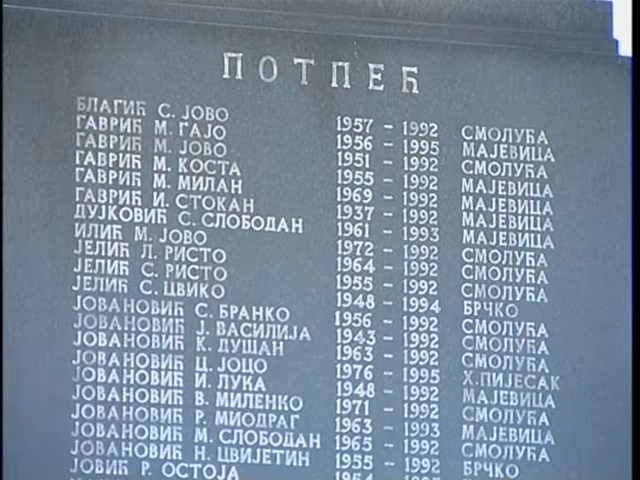 ПОТПЕЋ
БЛАГИЋ С. ЈОВО 1957 - 1992 СМОЛУЋА
ГАВРИЋ М. ГАЈО 1956 - 1995 МАЈЕВИЦА
ГАВРИЋ М. ЈОВО 1951 - 1992 СМОЛУЋА
ГАВРИЋ М. КОСТА 1955 - 1992 МАЈЕВИЦА
ГАВРИЋ М. МИЛАН 1969 - 1992 МАЈЕВИЦА
ГАВРИЋ И. СТОКАН 1937 - 1992 МАЈЕВИЦА
ДУЈКОВИЋ С. СЛОБОДАН 1961 - 1993 МАЈЕВИЦА
ИЛИЋ М. ЈОВО 1972 - 1992 СМОЛУЋА
ЈЕЛИЋ Л. РИСТО 1964 - 1992 СМОЛУЋА
ЈЕЛИЋ С. РИСТО 1955 - 1992 СМОЛУЋА
ЈЕЛИЋ С. ЦВИКО 1948 - 1994 БРЧКО
ЈОВАНОВИЋ С. БРАНКО 1956 - 1992 СМОЛУЋА
ЈОВАНОВИЋ Ј. ВАСИЛИЈА 1943 - 1992 СМОЛУЋА
ЈОВАНОВИЋ К. ДУШАН 1963 - 1992 СМОЛУЋА
ЈОВАНОВИЋ Ц. ЈОЦО 1976 - 1995 Х.ПИЈЕСАК
ЈОВАНОВИЋ И. ЛУКА 1948 - 1992 МАЈЕВИЦА
ЈОВАНОВИЋ В. МИЛЕНКО 1971 - 1992 СМОЛУЋА
ЈОВАНОВИЋ Р. МИОДРАГ 1963 - 1993 МАЈЕВИЦА
ЈОВАНОВИЋ М. СЛОБОДАН 1965 - 1992 СМОЛУЋА
ЈОВАНОВИЋ Н. ЦВИЈЕТИН 1955 - 1992 БРЧКО
ЈОВИЋ Р. ОСТОЈА